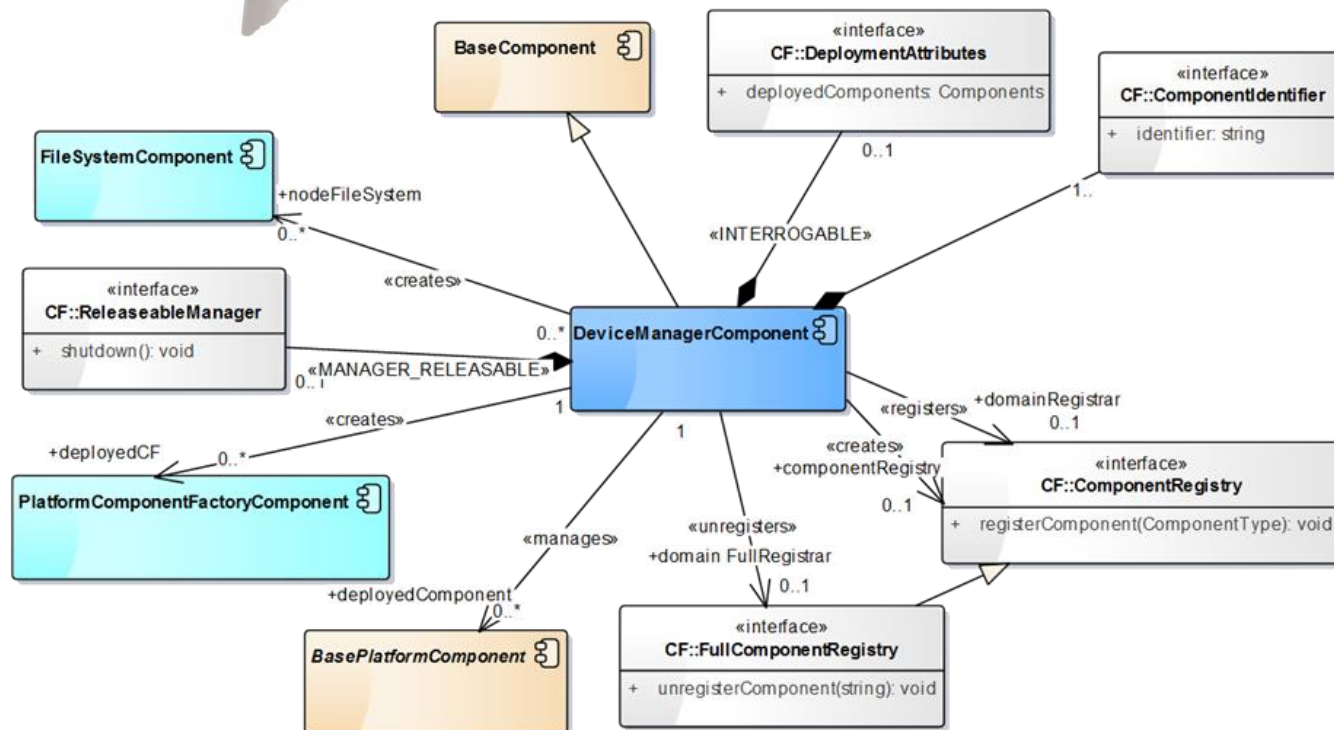 BaseComponent
«interface»
CF::DeploymentAttributes
+ deployedComponents: Components
«interface»
CF::ComponentIdentifier
+ identifier: string
FileSystemComponent
+nodeFileSystem
0..*
0..1
1..
«INTERROGABLE»
«creates»
«interface»
CF::ReleaseableManager
+ shutdown(): void
0..*
DeviceManagerComponent
«MANAGER_RELEASABLE»
0..1
«creates»
1
1
«registers»
+domainRegistrar
0..1
+deployedCF
0..*
«creates»
+componentRegistry
0..1
PlatformComponentFactoryComponent
«interface»
CF::ComponentRegistry
+ registerComponent(ComponentType): void
«manages»
«unregisters»
+domain FullRegistrar
0..1
+deployedComponent
0..*
BasePlatformComponent
«interface»
CF::FullComponentRegistry
+ unregisterComponent(string): void